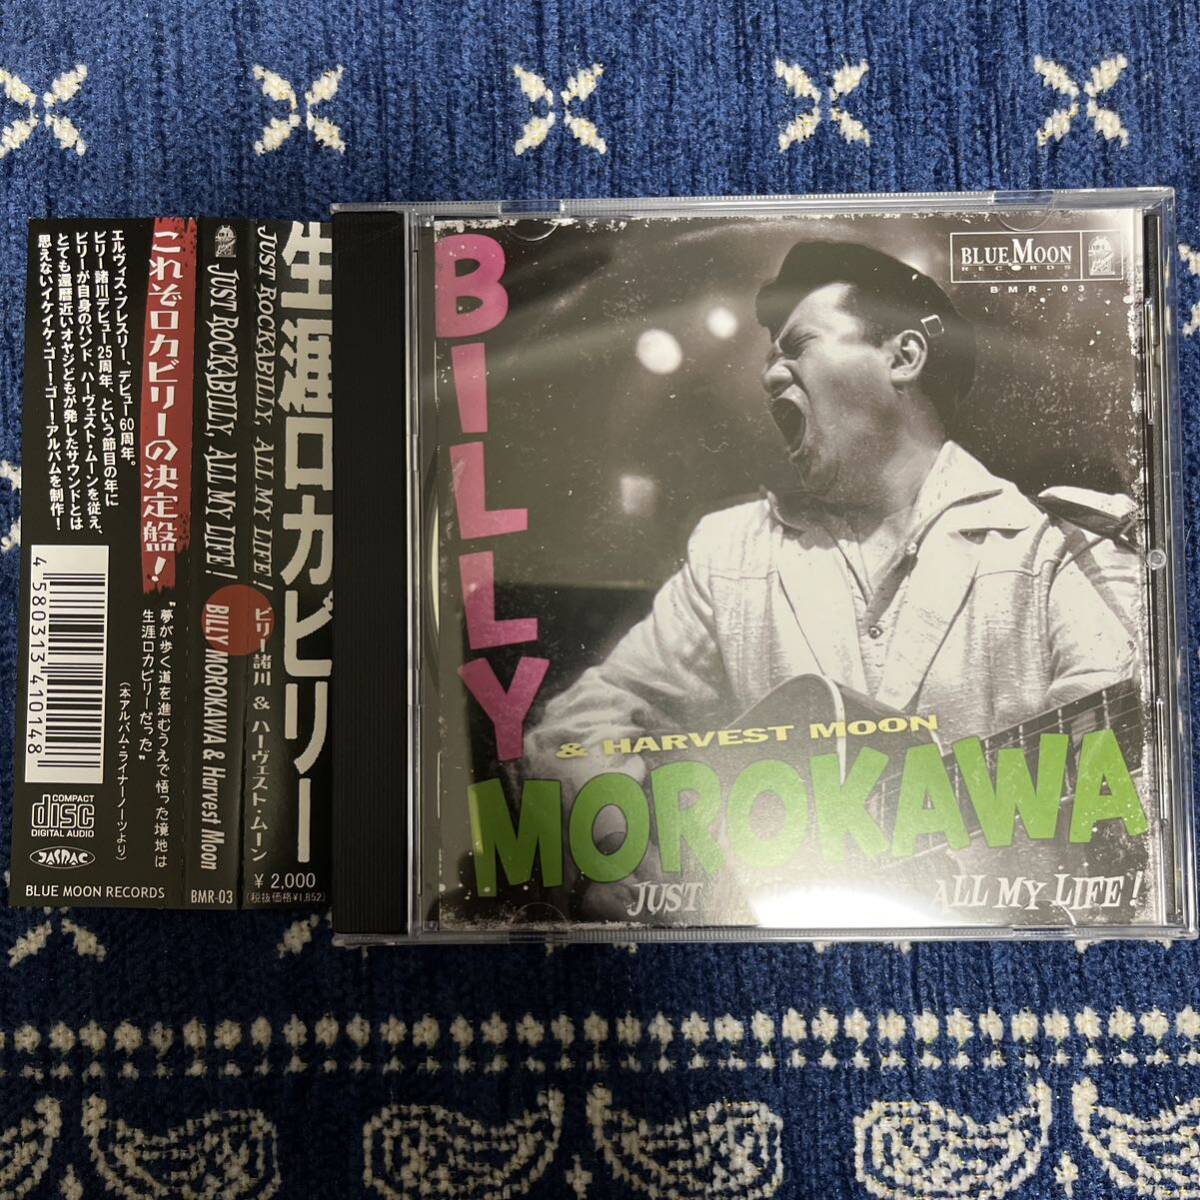 エルヴィス・プレスリー、デビュー60周年。
ビリー諸川デビュー25周年、という節目の年に
ビリーが自身のバンド、ハーヴェスト・ムーンを従え、
とても還暦近いオヤジどもが発したサウンドとは
思えないイケイケ・ゴー！ゴー！アルバムを制作！
これぞロカビリーの決定盤！
"夢が歩く道を進むうえで悟った境地は
生涯ロカビリーだった"
（本アルバム・ライナーノーツより）
4 580313 410148
COMPACT
disc
DIGITAL AUDIO
JASRAC
BLUE MOON RECORDS
JUST ROCKABILLY, ALL MY LIFE!
BILLY MOROKAWA & Harvest Moon
BMR-03
生涯ロカビリー
JUST ROCKABILLY, ALL MY LIFE!
ビリー諸川 & ハーヴェスト・ムーン
¥ 2,000
(税抜価格¥1,852)
BLUE MOON
RECORDS
BMR 03
BILLY
& HARVEST MOON
MOROKAWA
JUST
ALL MY LIFE!